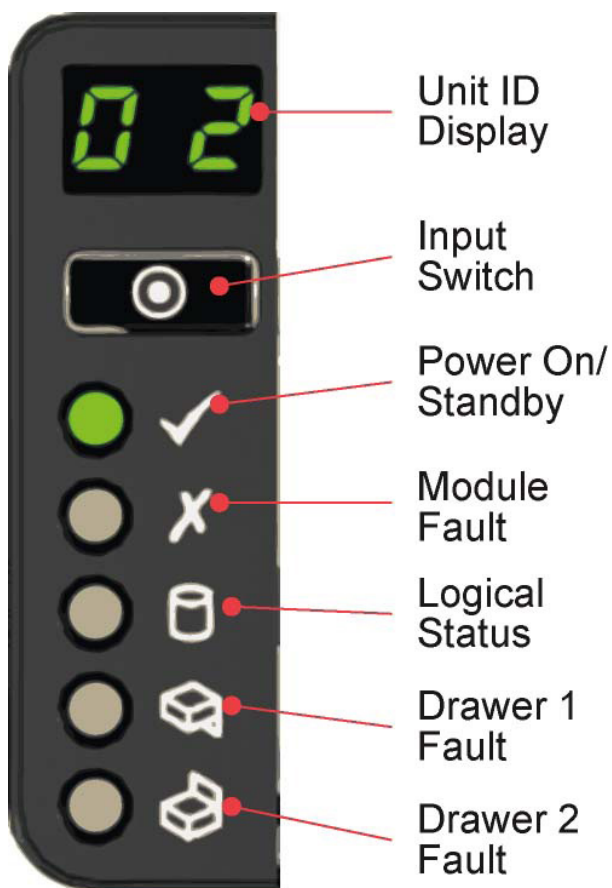 02
Unit ID
Display
Input
Switch
Power On/
Standby
Module
Fault
Logical
Status
Drawer 1
Fault
Drawer 2
Fault